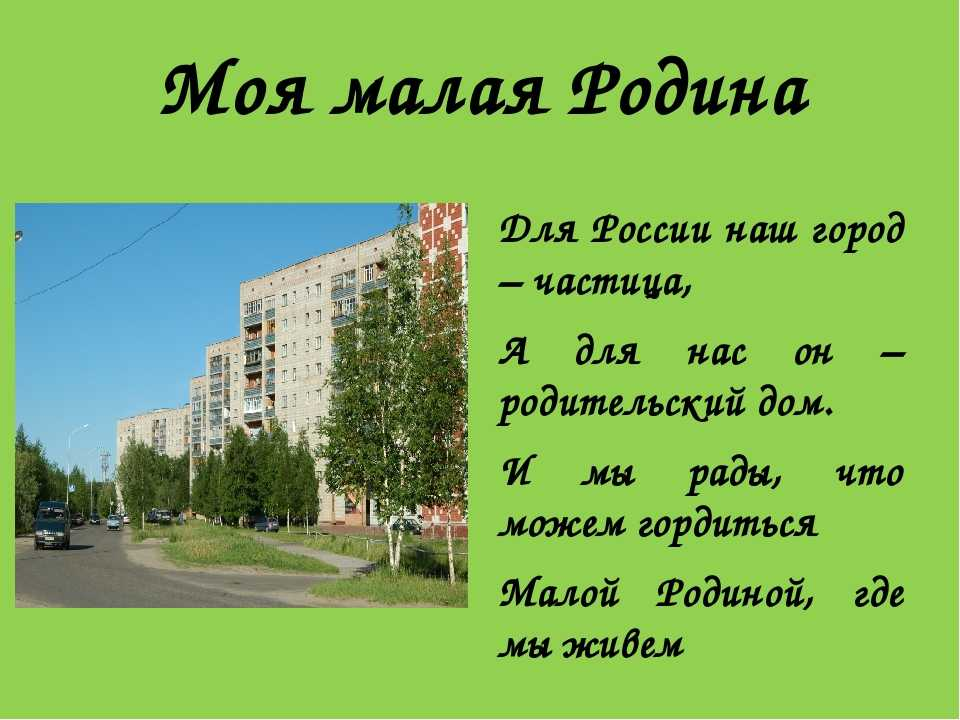 Моя малая Родина
Для России наш город
– частица,
А для нас он –
родительский дом.
И мы рады, что
можем гордиться
Малой Родиной, где
мы живем